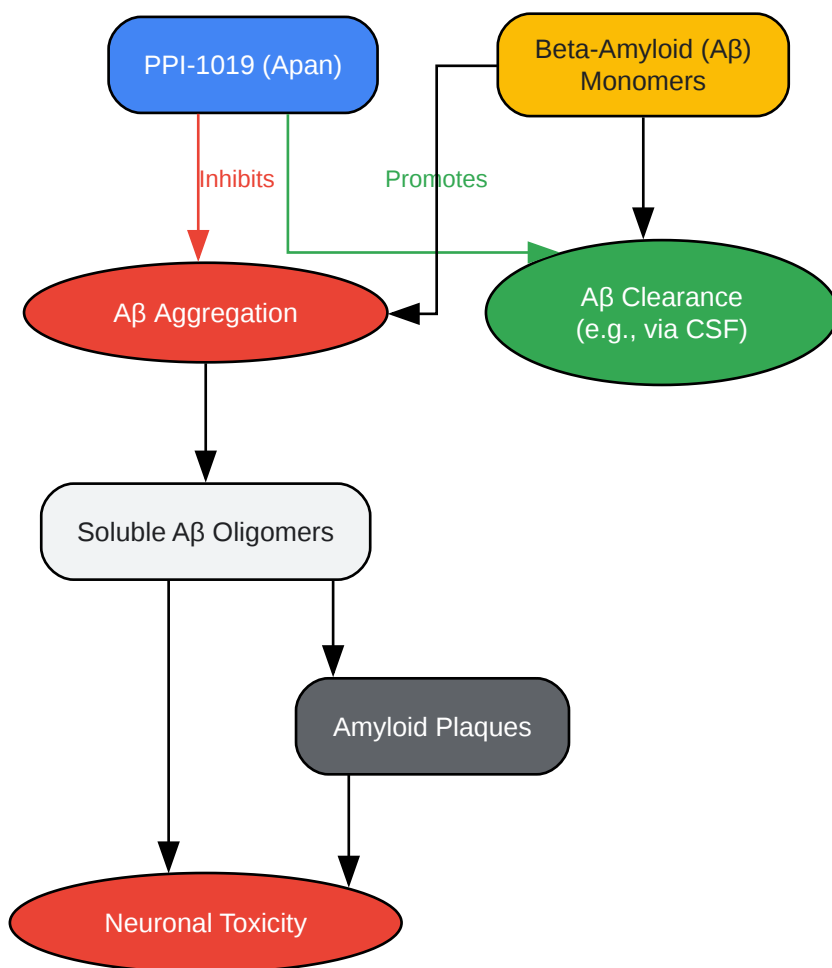 PPI-1019 (Apan)
Beta-Amyloid (Aβ)
Monomers
Inhibits
Promotes
Aβ Aggregation
Aβ Clearance
(e.g., via CSF)
Soluble Aβ Oligomers
Amyloid Plaques
Neuronal Toxicity